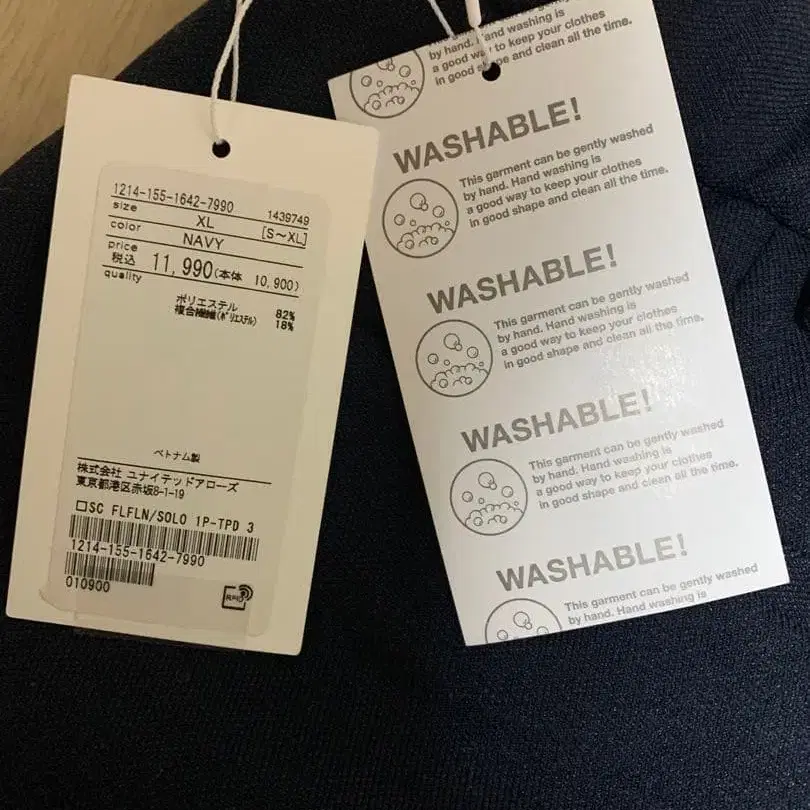 1214-155-1642-7990
1439749
size XL [S～XL]
color NAVY
price
税込 11,990(本体 10,900)
quality
ポリエステル 82%
複合繊維(ﾎﾟﾘｴｽﾃﾙ) 18%
ベトナム製
株式会社 ユナイテッドアローズ
東京都港区赤坂8-1-19
□SC FLFLN/SOLO 1P-TPD 3
1214-155-1642-7990
010900
RFID
by hand. Hand washing is
a good way to keep your clothes
in good shape and clean all the time.
WASHABLE!
This garment can be gently washed
by hand. Hand washing is
a good way to keep your clothes
in good shape and clean all the time.
WASHABLE!
This garment can be gently washed
by hand. Hand washing is
a good way to keep your clothes
in good shape and clean all the time.
WASHABLE!
This garment can be gently washed
by hand. Hand washing is
a good way to keep your clothes
in good shape and clean all the time.
WASHABLE!
This garment can be gently washed
by hand. Hand washing is